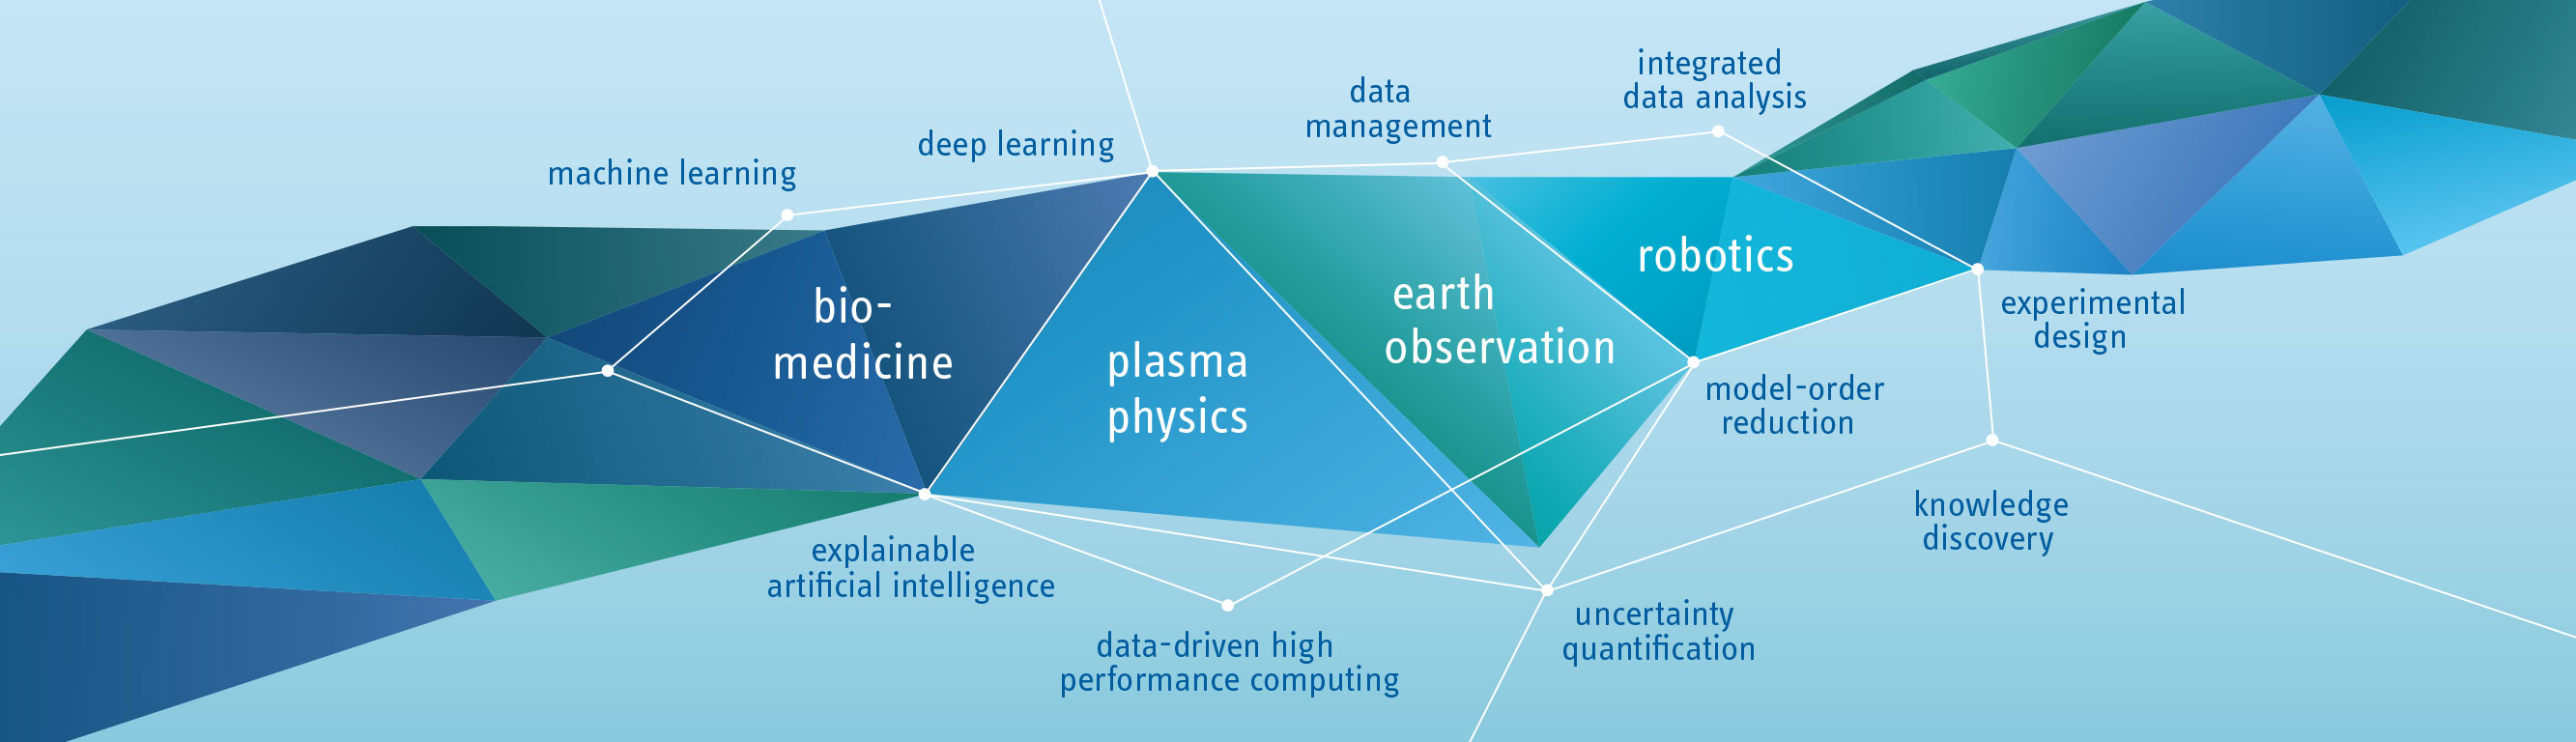 machine learning
deep learning
data
management
integrated
data analysis
bio-
medicine
plasma
physics
earth
observation
robotics
experimental
design
model-order
reduction
knowledge
discovery
explainable
artificial intelligence
data-driven high
performance computing
uncertainty
quantification